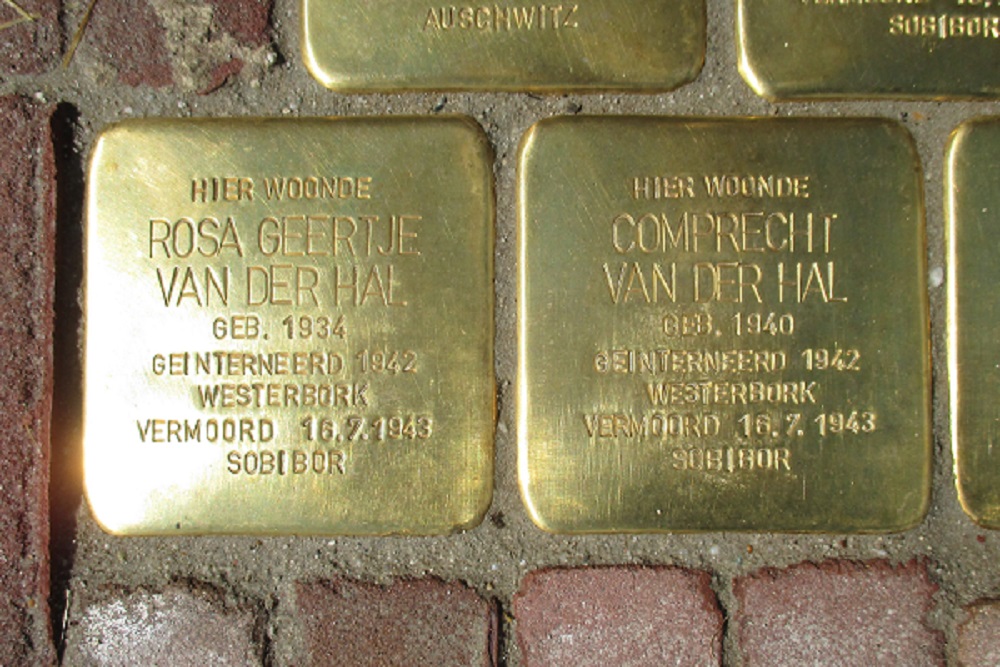 AUSCHWITZ
SOBIBOR
HIER WOONDE
ROSA GEERTJE
VAN DER HAL
GEB. 1934
GEINTERNEERD 1942
WESTERBORK
VERMOORD 16.7.1943
SOBIBOR
HIER WOONDE
COMPRECHT
VAN DER HAL
GEB. 1940
GEINTERNEERD 1942
WESTERBORK
VERMOORD 16.7.1943
SOBIBOR